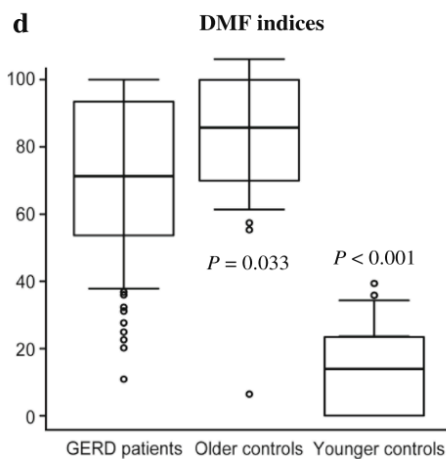 d
DMF indices
100
80
60
40
20
0
P = 0.033
P < 0.001
GERD patients
Older controls
Younger controls